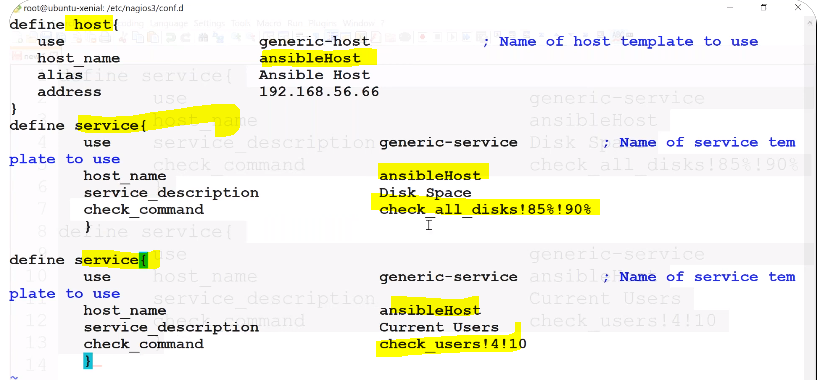 root@ubuntu-xenial: /etc/nagios3/conf.d
define host{
use generic-host ; Name of host template to use
host_name ansibleHost
alias Ansible Host
address 192.168.56.66
}
define service{
use generic-service ; Name of service tem
plate to use
host_name ansibleHost
service_description Disk Space
check_command check_all_disks!85%!90%
}
define service{
use generic-service ; Name of service tem
plate to use
host_name ansibleHost
service_description Current Users
check_command check_users!4!10
}
~